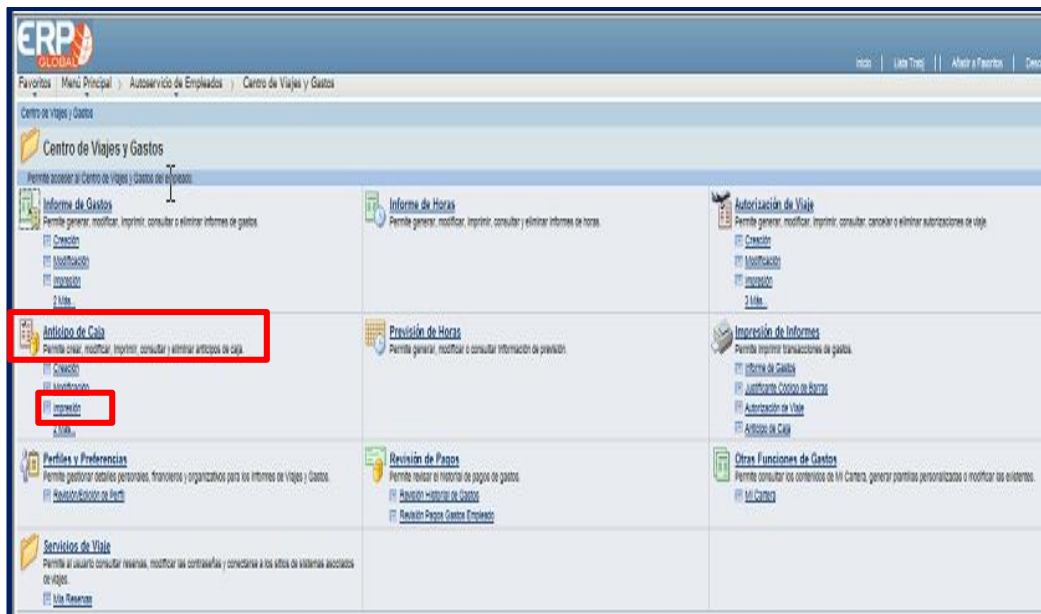 ERP
GLOBAL
Inicio | Lista Trbj | Añadir a Favoritos |
Favoritos Menú Principal Autoservicio de Empleados Centro de Viajes y Gastos
Centro de Viajes y Gastos
Centro de Viajes y Gastos
Permite acceder al Centro de Viajes y Gastos del empleado.
Informe de Gastos
Permite generar, modificar, imprimir, consultar o eliminar informes de gastos.
Creación
Modificación
Impresión
2 Más...
Informe de Horas
Permite generar, modificar, imprimir, consultar y eliminar informes de horas.
Autorización de Viaje
Permite generar, modificar, imprimir, consultar, cancelar o eliminar autorizaciones de viaje.
Creación
Modificación
Impresión
3 Más...
Anticipo de Caja
Permite crear, modificar, imprimir, consultar y eliminar anticipos de caja.
Creación
Modificación
Impresión
2 Más...
Previsión de Horas
Permite generar, modificar o consultar información de previsión.
Impresión de Informes
Permite imprimir transacciones de gastos.
Informe de Gastos
Justificante Código de Barras
Autorización de Viaje
Anticipo de Caja
Perfiles y Preferencias
Permite gestionar detalles personales, financieros y organizativos para los informes de Viajes y Gastos.
Revisión/Edición de Perfil
Revisión de Pagos
Permite revisar el historial de pagos de gastos.
Revisión Historial de Gastos
Revisión Pagos Gastos Empleado
Otras Funciones de Gastos
Permite consultar los contenidos de Mi Cartera, generar plantillas personalizadas o modificar las existentes.
Mi Cartera
Servicios de Viaje
Permite al usuario consultar reservas, modificar las contraseñas y conectarse a los sitios de sistemas asociados
de viajes.
Mis Reservas